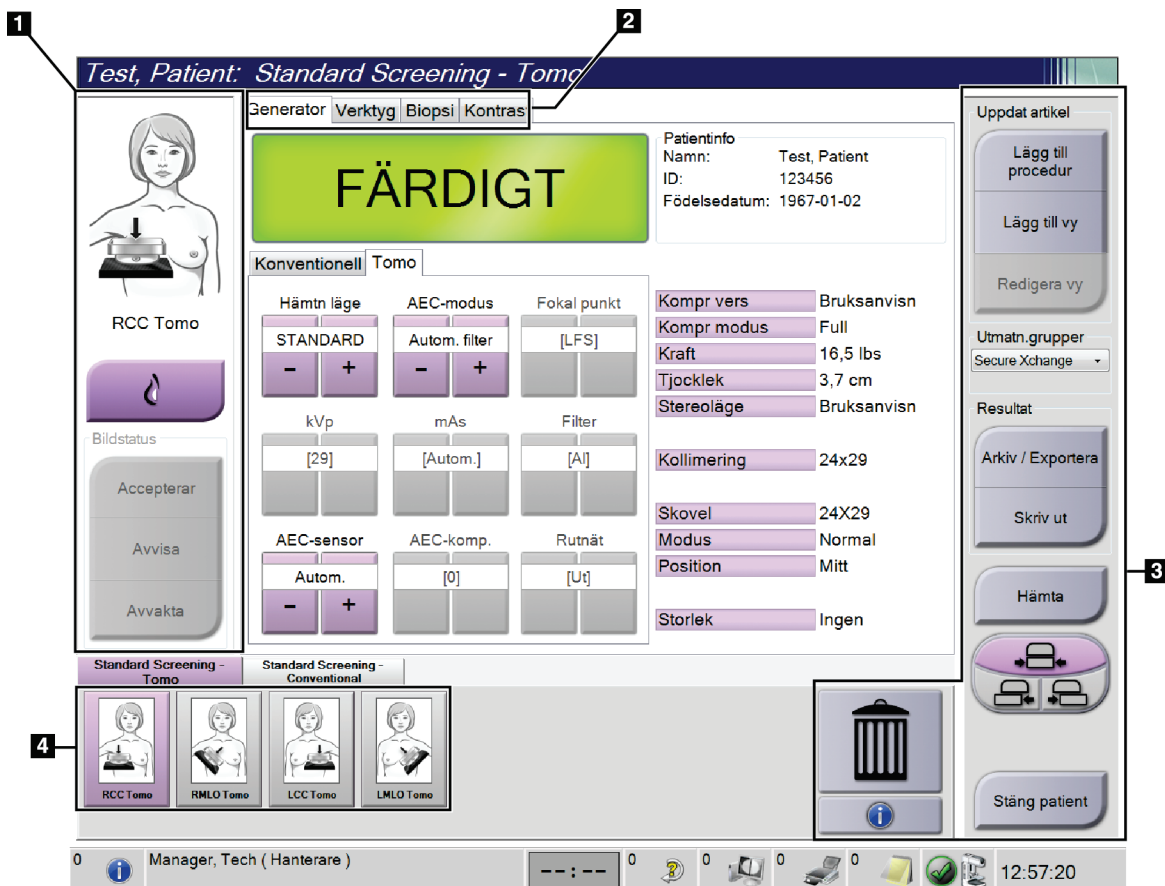 1
2
Test, Patient: Standard Screening - Tomo
Generator Verktyg Biopsi Kontras
FÄRDIGT
Patientinfo
Namn: Test, Patient
ID: 123456
Födelsedatum: 1967-01-02
RCC Tomo
Bildstatus
Accepterar
Avvisa
Avvakta
Konventionell Tomo
Hämtn läge AEC-modus Fokal punkt
STANDARD Autom. filter [LFS]
- + - +
kVp mAs Filter
[29] [Autom.] [Al]
AEC-sensor AEC-komp. Rutnät
Autom. [0] [Ut]
- +
Kompr vers Bruksanvisn
Kompr modus Full
Kraft 16,5 lbs
Tjocklek 3,7 cm
Stereoläge Bruksanvisn
Kollimering 24x29
Skovel 24X29
Modus Normal
Position Mitt
Storlek Ingen
Uppdat artikel
Lägg till
procedur
Lägg till vy
Redigera vy
Utmatn.grupper
Secure Xchange
Resultat
Arkiv / Exportera
Skriv ut
3
Hämta
Stäng patient
Standard Screening -
Tomo
Standard Screening -
Conventional
4
RCC Tomo RMLO Tomo LCC Tomo LMLO Tomo
0 Manager, Tech ( Hanterare ) --:-- 0 0 0 0 12:57:20